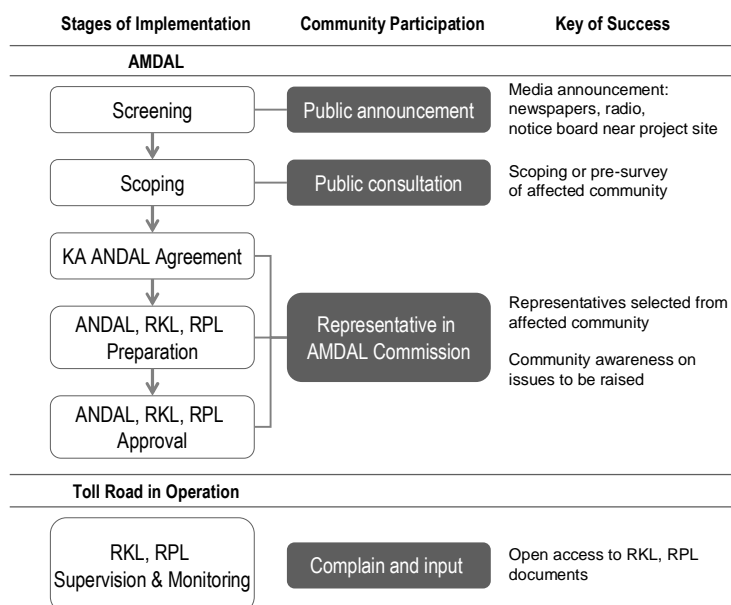 Stages of Implementation
Community Participation
Key of Success
AMDAL
Screening
Public announcement
Media announcement:
newspapers, radio,
notice board near project site
Scoping
Public consultation
Scoping or pre-survey
of affected community
KA ANDAL Agreement
ANDAL, RKL, RPL
Preparation
ANDAL, RKL, RPL
Approval
Representative in
AMDAL Commission
Representatives selected from
affected community
Community awareness on
issues to be raised
Toll Road in Operation
RKL, RPL
Supervision & Monitoring
Complain and input
Open access to RKL, RPL
documents